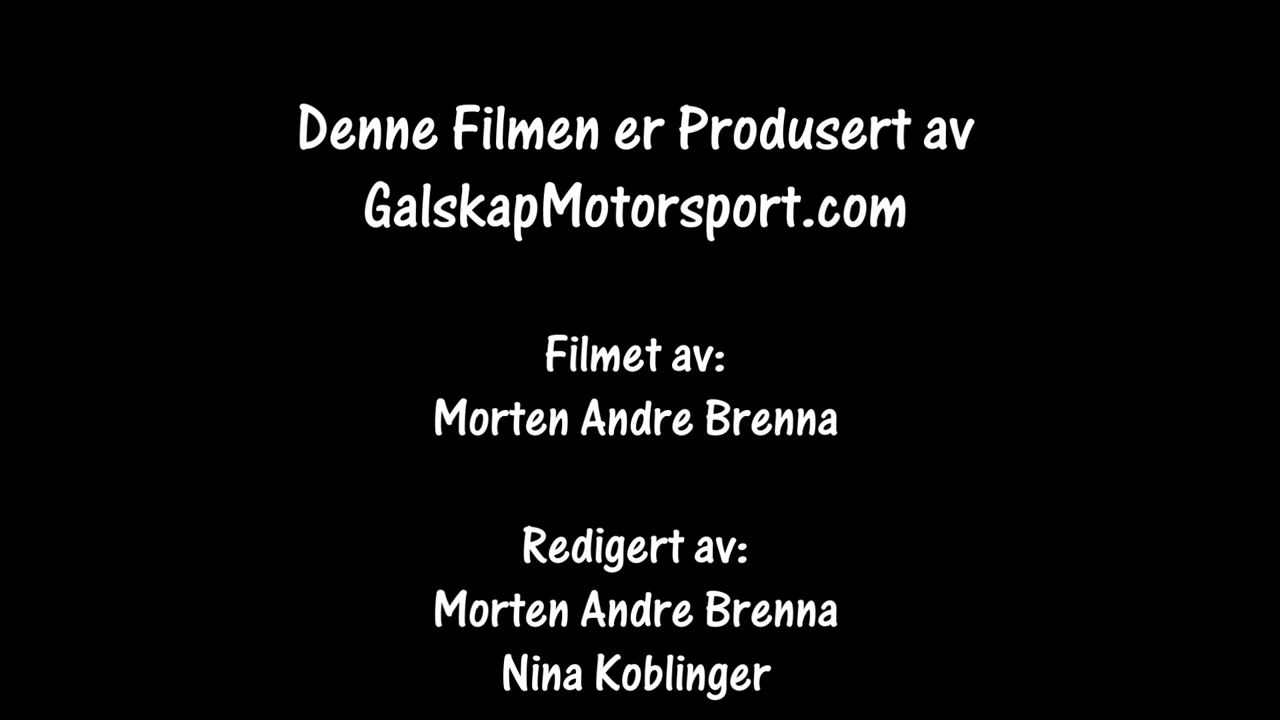 Denne Filmen er Produsert av
GalskapMotorsport.com
Filmet av:
Morten Andre Brenna
Redigert av:
Morten Andre Brenna
Nina Koblinger